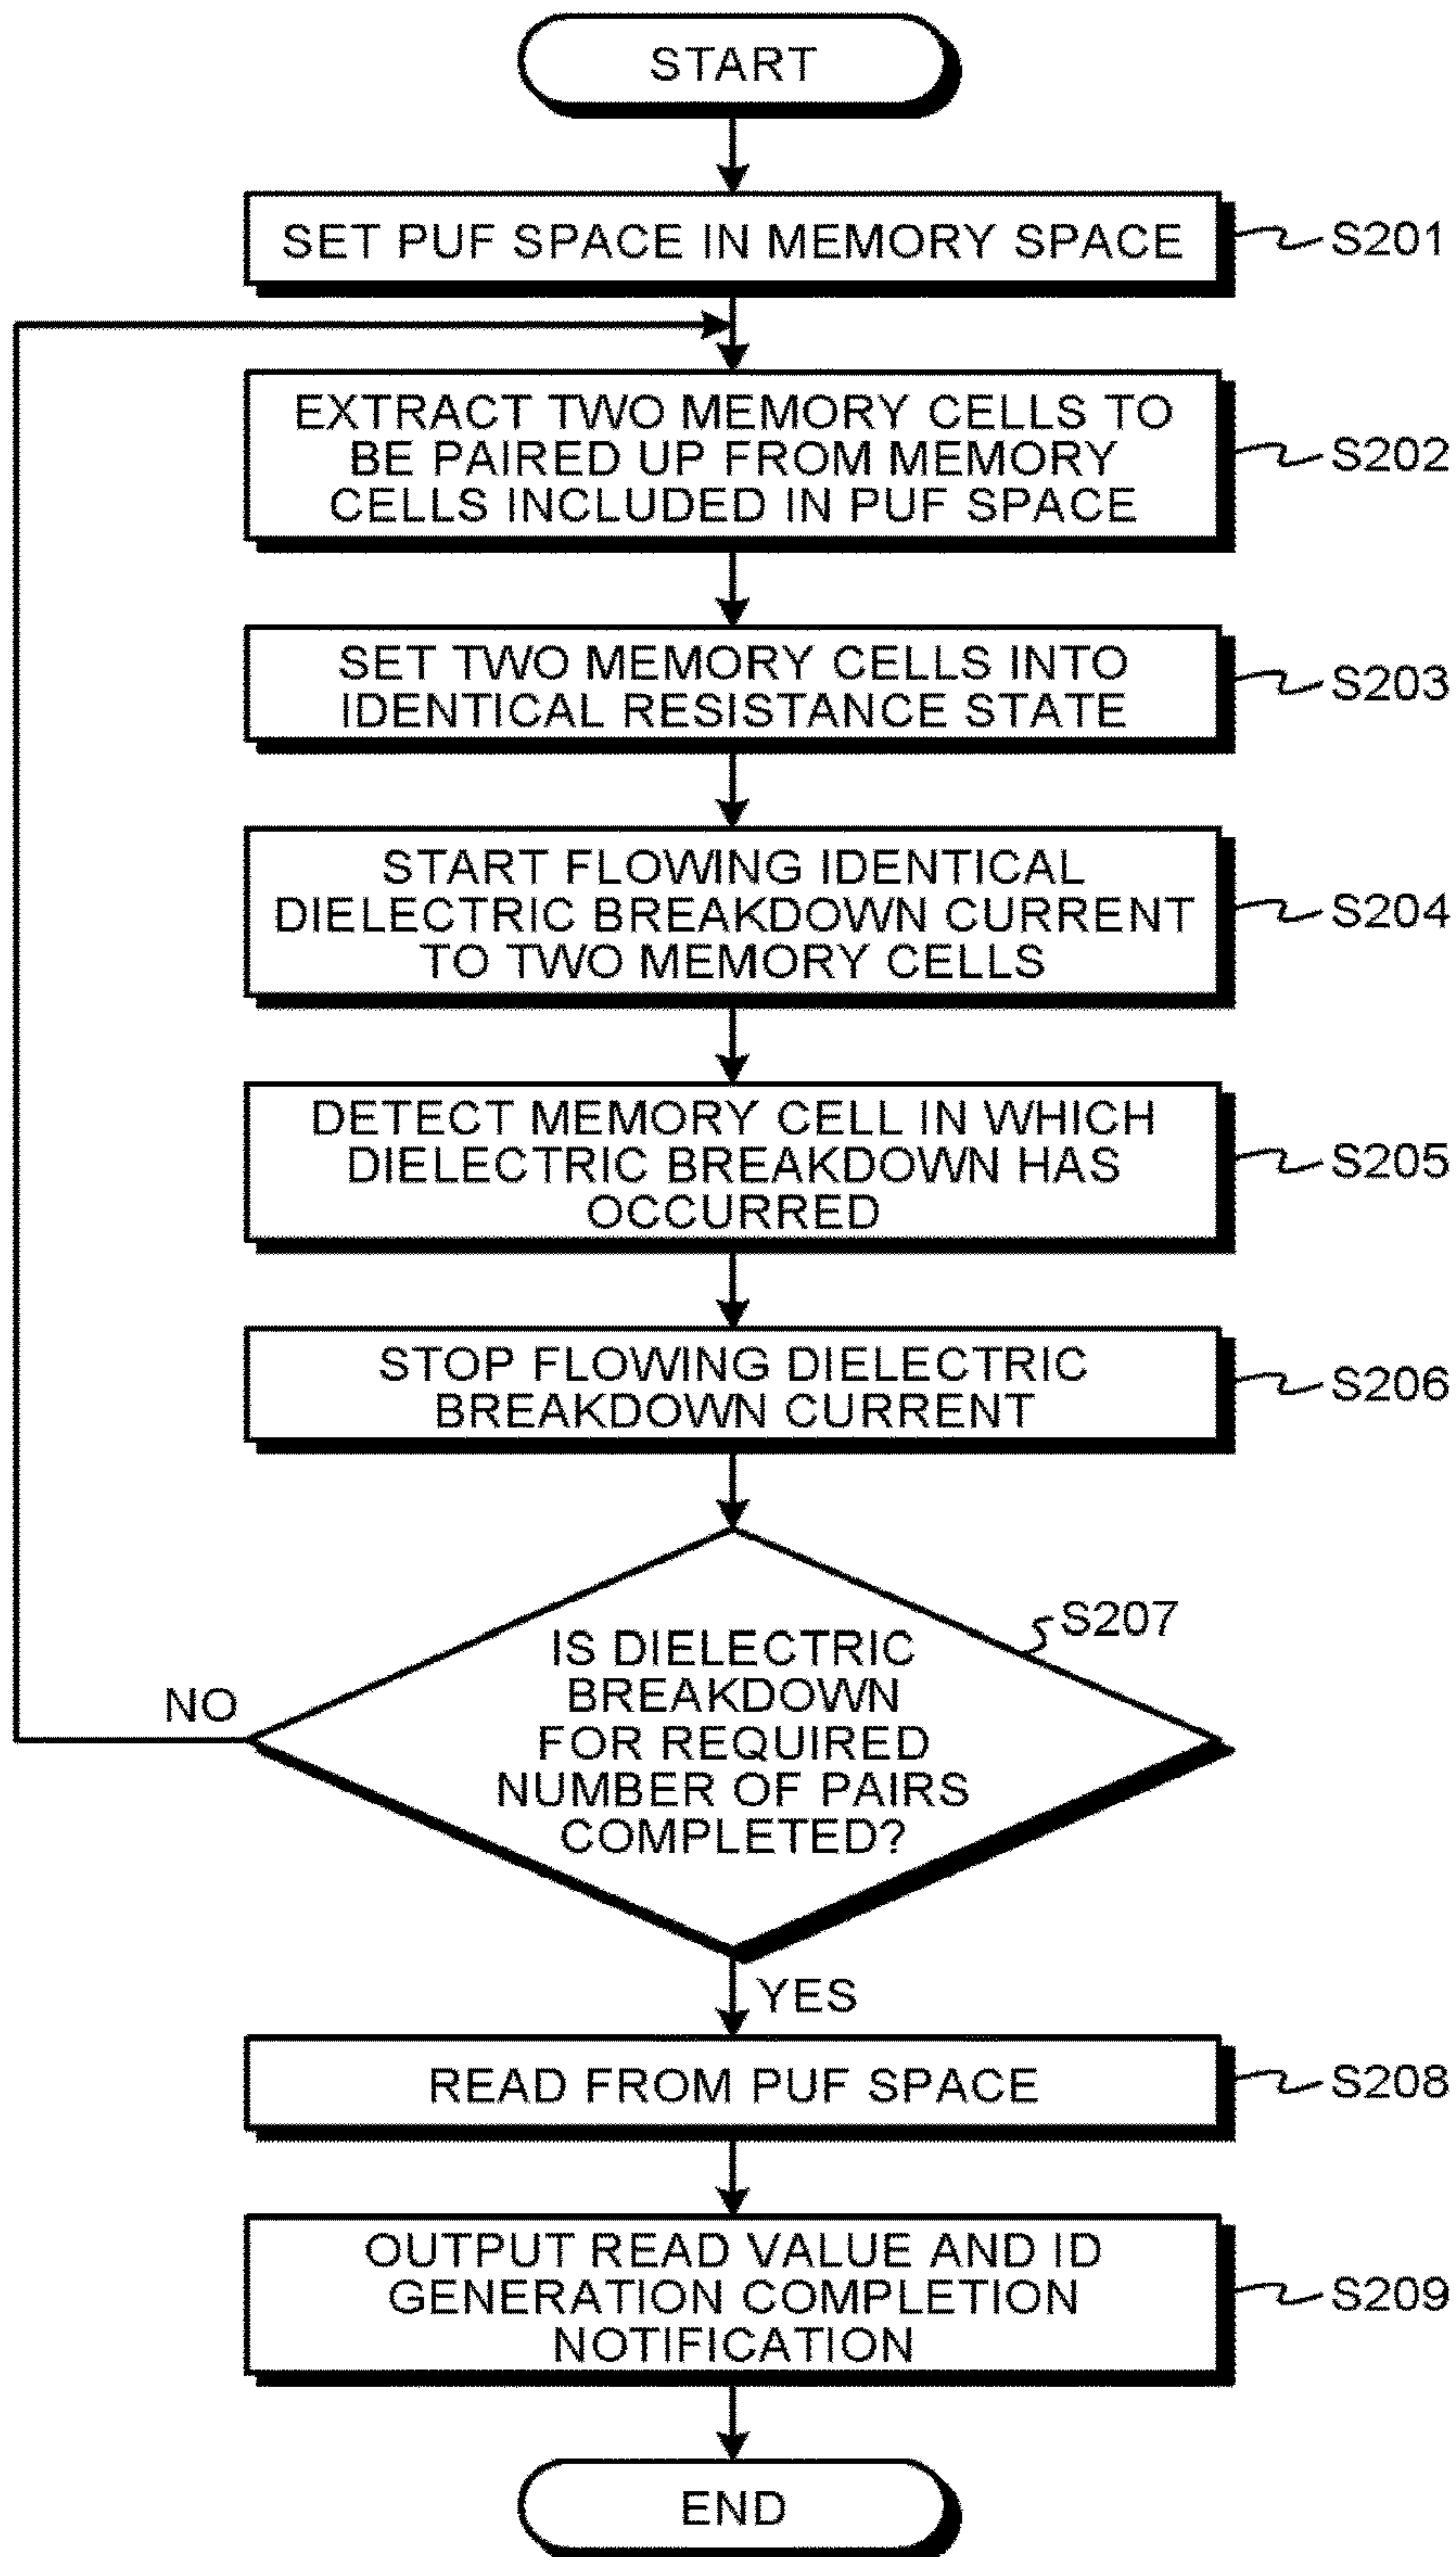 START
SET PUF SPACE IN MEMORY SPACE
S201
EXTRACT TWO MEMORY CELLS TO
BE PAIRED UP FROM MEMORY
CELLS INCLUDED IN PUF SPACE
S202
SET TWO MEMORY CELLS INTO
IDENTICAL RESISTANCE STATE
S203
START FLOWING IDENTICAL
DIELECTRIC BREAKDOWN CURRENT
TO TWO MEMORY CELLS
S204
DETECT MEMORY CELL IN WHICH
DIELECTRIC BREAKDOWN HAS
OCCURRED
S205
STOP FLOWING DIELECTRIC
BREAKDOWN CURRENT
S206
S207
IS DIELECTRIC
BREAKDOWN
FOR REQUIRED
NUMBER OF PAIRS
COMPLETED?
NO
YES
READ FROM PUF SPACE
S208
OUTPUT READ VALUE AND ID
GENERATION COMPLETION
NOTIFICATION
S209
END